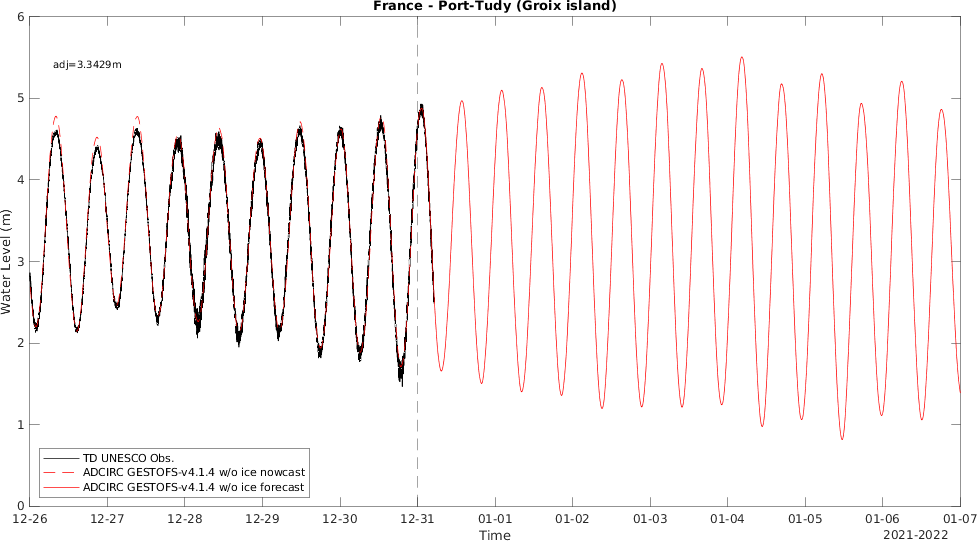 France - Port-Tudy (Groix island)
adj=3.3429m
6
5
4
3
2
1
0
Water Level (m)
TD UNESCO Obs.
ADCIRC GESTOFS-v4.1.4 w/o ice nowcast
ADCIRC GESTOFS-v4.1.4 w/o ice forecast
12-26 12-27 12-28 12-29 12-30 12-31 01-01 01-02 01-03 01-04 01-05 01-06 01-07
Time
2021-2022